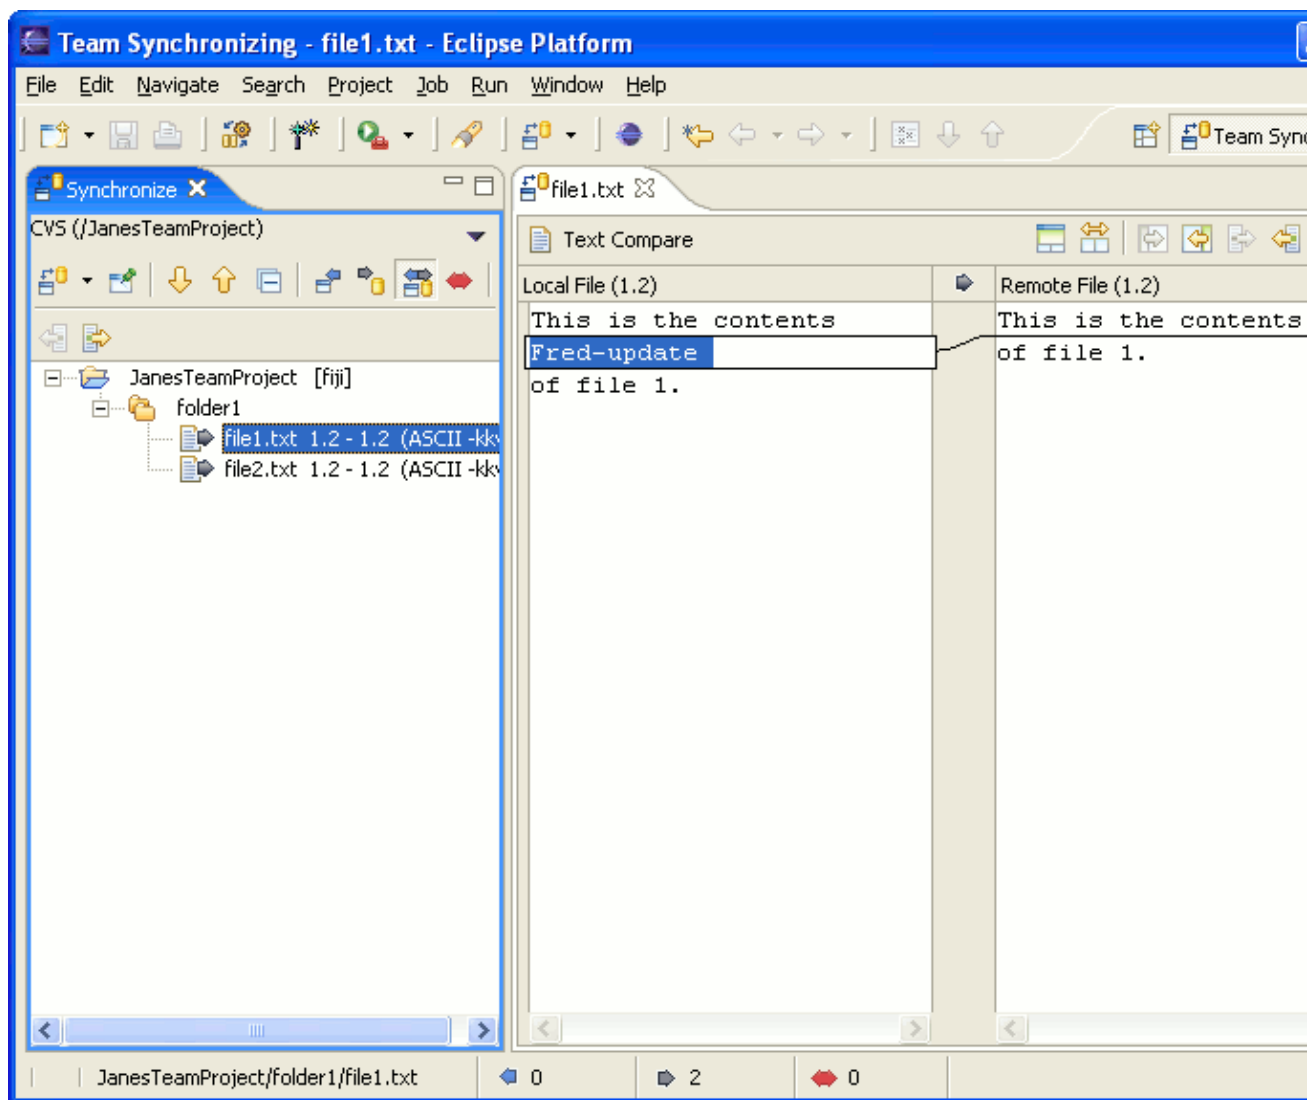 Team Synchronizing - file1.txt - Eclipse Platform
File Edit Navigate Search Project Job Run Window Help
Team Sync
Synchronize
file1.txt
CVS (/JanesTeamProject)
Text Compare
Local File (1.2)
Remote File (1.2)
This is the contents
Fred-update
of file 1.
This is the contents
of file 1.
JanesTeamProject [fiji]
folder1
file1.txt 1.2 - 1.2 (ASCII -kkv
file2.txt 1.2 - 1.2 (ASCII -kkv
JanesTeamProject/folder1/file1.txt
0
2
0